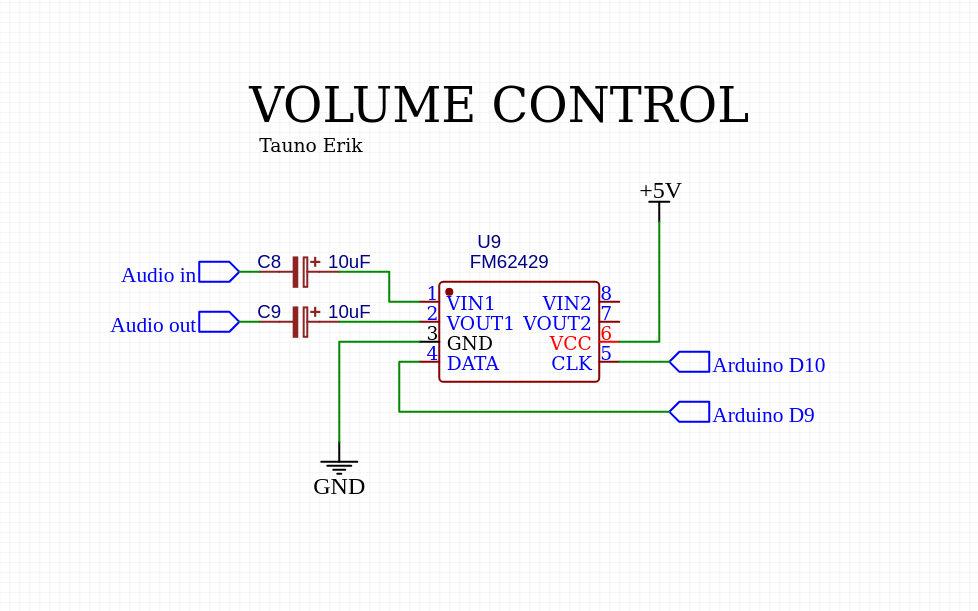 VOLUME CONTROL
Tauno Erik
+5V
U9
FM62429
C8 + 10uF
Audio in
C9 + 10uF
Audio out
1 VIN1 VIN2 8
2 VOUT1 VOUT2 7
3 GND VCC 6
4 DATA CLK 5
Arduino D10
Arduino D9
GND